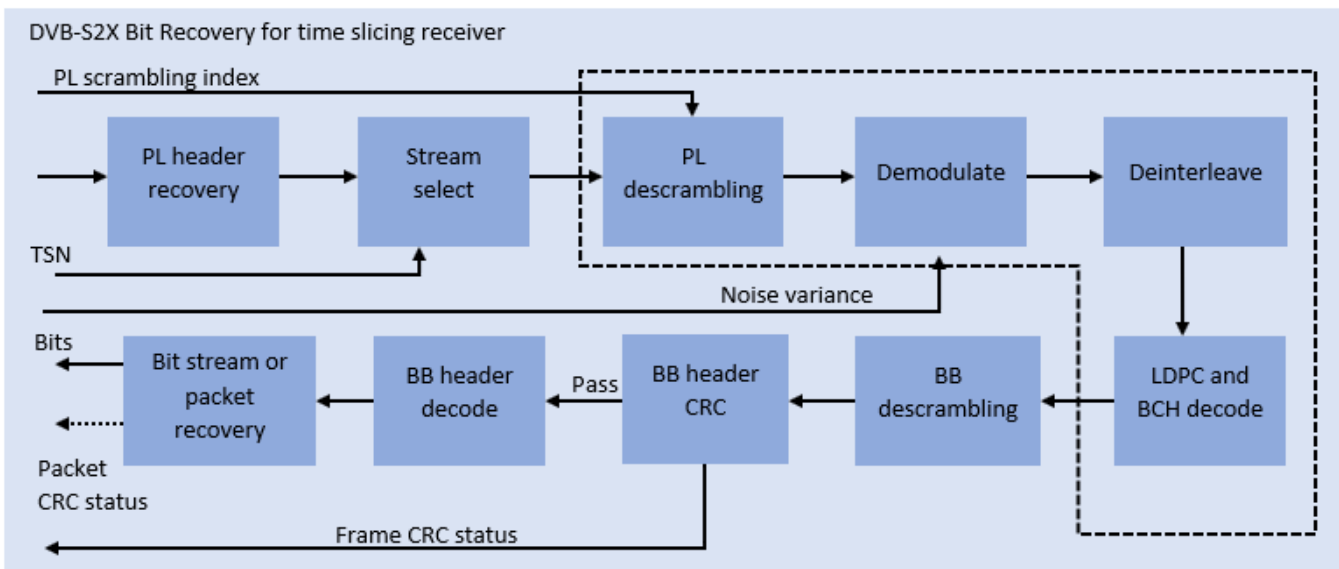 DVB-S2X Bit Recovery for time slicing receiver
PL scrambling index
PL header
recovery
Stream
select
PL
descrambling
Demodulate
Deinterleave
TSN
Noise variance
Bits
Bit stream or
packet
recovery
BB header
decode
Pass
BB header
CRC
BB
descrambling
LDPC and
BCH decode
Packet
CRC status
Frame CRC status